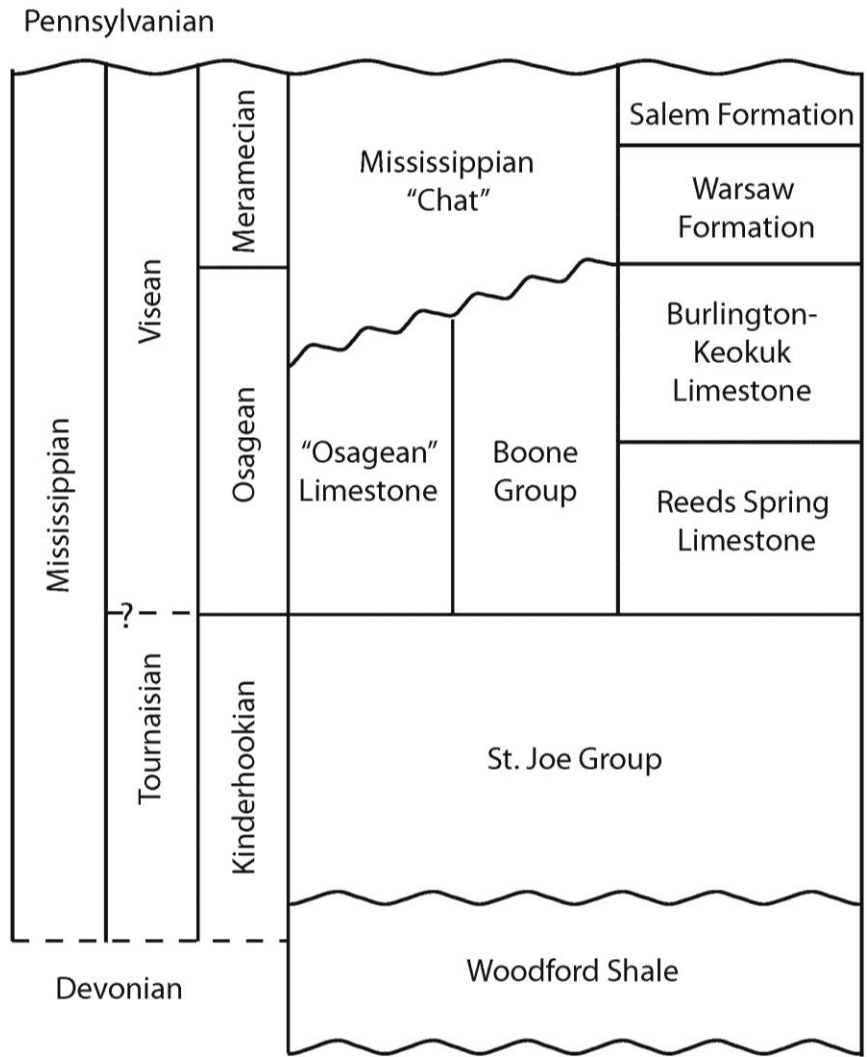 Pennsylvanian
Mississippian
Visean
Tournaisian
?
Meramecian
Osagean
Kinderhookian
Mississippian
“Chat”
“Osagean”
Limestone
Boone
Group
Salem Formation
Warsaw
Formation
Burlington-
Keokuk
Limestone
Reeds Spring
Limestone
St. Joe Group
Woodford Shale
Devonian